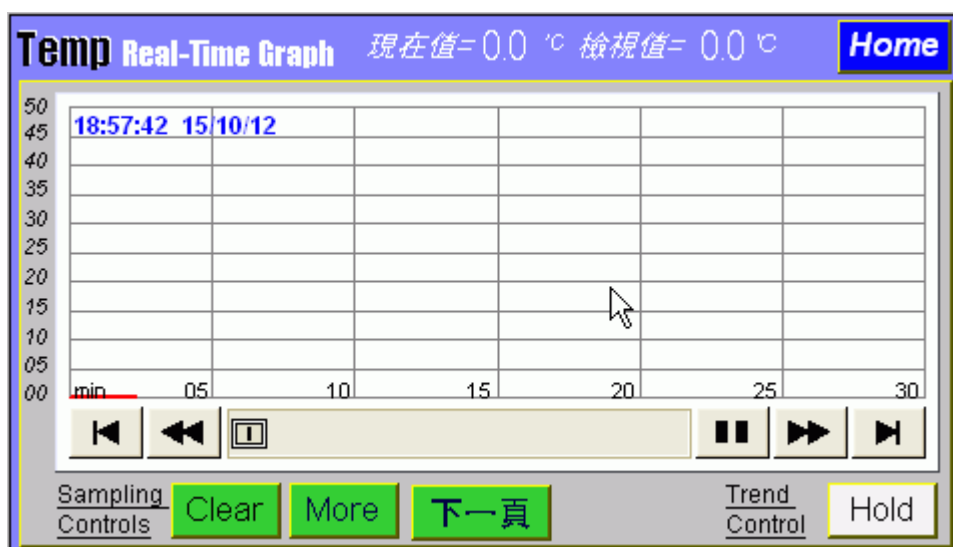 Temp Real-Time Graph 現在值= 0.0 °C 檢視值= 0.0 °C Home
50
45
40
35
30
25
20
15
10
05
00
18:57:42 15/10/12
min 05 10 15 20 25 30
Sampling
Controls
Clear More 下一頁
Trend
Control
Hold